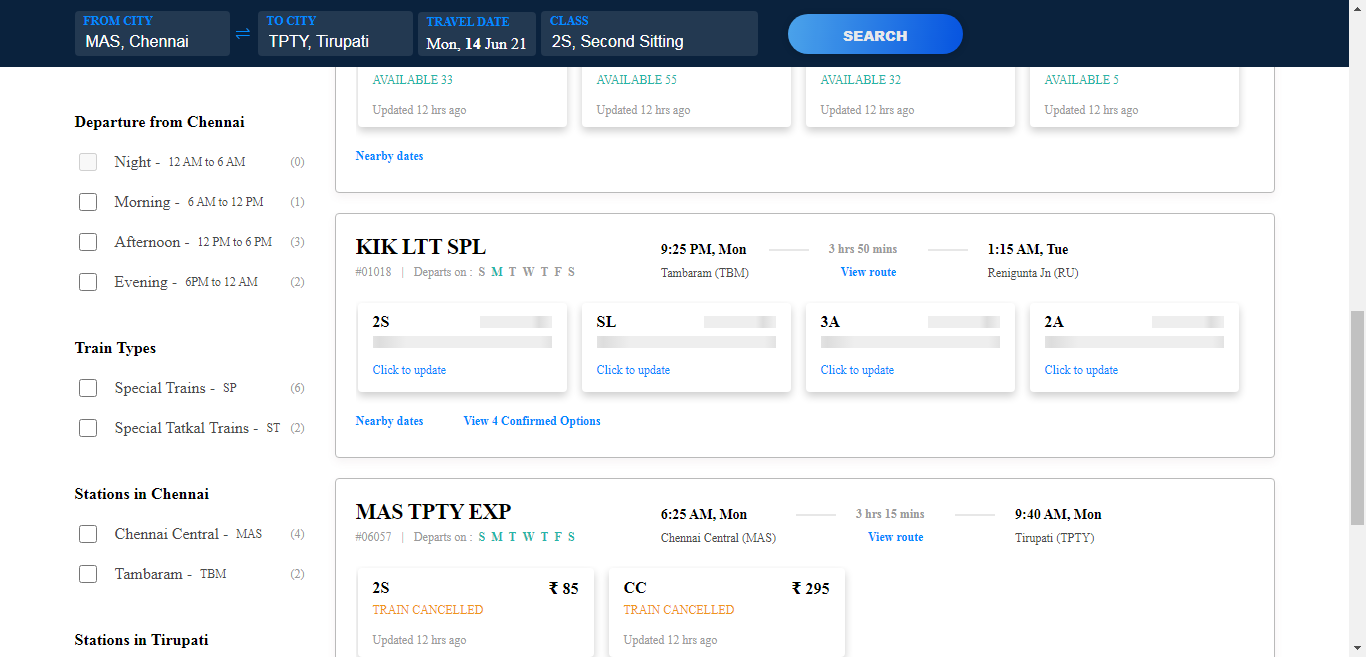 FROM CITY TO CITY TRAVEL DATE CLASS
MAS, Chennai ⇌ TPTY, Tirupati Mon, 14 Jun 21 2S, Second Sitting SEARCH
AVAILABLE 33 AVAILABLE 55 AVAILABLE 32 AVAILABLE 5
Updated 12 hrs ago Updated 12 hrs ago Updated 12 hrs ago Updated 12 hrs ago
Nearby dates
Departure from Chennai
Night - 12 AM to 6 AM (0)
Morning - 6 AM to 12 PM (1)
Afternoon - 12 PM to 6 PM (3)
Evening - 6PM to 12 AM (2)
Train Types
Special Trains - SP (6)
Special Tatkal Trains - ST (2)
Stations in Chennai
Chennai Central - MAS (4)
Tambaram - TBM (2)
Stations in Tirupati
KIK LTT SPL 9:25 PM, Mon 3 hrs 50 mins 1:15 AM, Tue
#01018 | Departs on : S M T W T F S Tambaram (TBM) View route Renigunta Jn (RU)
2S SL 3A 2A
Click to update Click to update Click to update Click to update
Nearby dates View 4 Confirmed Options
MAS TPTY EXP 6:25 AM, Mon 3 hrs 15 mins 9:40 AM, Mon
#06057 | Departs on : S M T W T F S Chennai Central (MAS) View route Tirupati (TPTY)
2S ₹ 85 CC ₹ 295
TRAIN CANCELLED TRAIN CANCELLED
Updated 12 hrs ago Updated 12 hrs ago